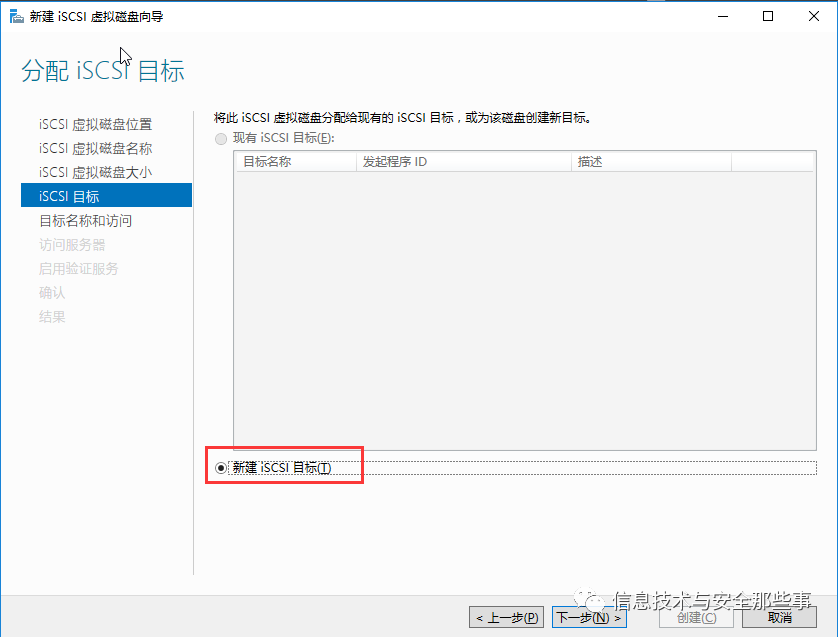 新建 iSCSI 虚拟磁盘向导
分配 iSCSI 目标
iSCSI 虚拟磁盘位置
iSCSI 虚拟磁盘名称
iSCSI 虚拟磁盘大小
iSCSI 目标
目标名称和访问
访问服务器
启用验证服务
确认
结果
将此 iSCSI 虚拟磁盘分配给现有的 iSCSI 目标，或为该磁盘创建新目标。
现有 iSCSI 目标(E):
目标名称 发起程序 ID 描述
新建 iSCSI 目标(T)
信息技术与安全那些事
< 上一步(P) 下一步(N) > 创建(C) 取消